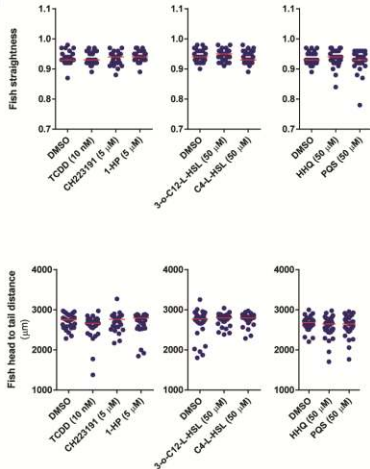 Fish straightness
1.1
1.0
0.9
0.8
0.7
DMSO
TCDD (10 nM)
CH223191 (5 µM)
1-HP (5 µM)
1.1
1.0
0.9
0.8
0.7
DMSO
3-o-C12-L-HSL (50 µM)
C4-L-HSL (50 µM)
1.1
1.0
0.9
0.8
0.7
DMSO
HHQ (50 µM)
PQS (50 µM)
Fish head to tail distance
(µm)
4000
3000
2000
1000
DMSO
TCDD (10 nM)
CH223191 (5 µM)
1-HP (5 µM)
4000
3000
2000
1000
DMSO
3-o-C12-L-HSL (50 µM)
C4-L-HSL (50 µM)
4000
3000
2000
1000
DMSO
HHQ (50 µM)
PQS (50 µM)